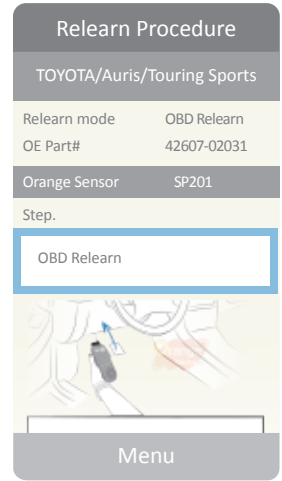 Relearn Procedure
TOYOTA/Auris/Touring Sports
Relearn mode OBD Relearn
OE Part# 42607-02031
Orange Sensor SP201
Step.
OBD Relearn
Menu